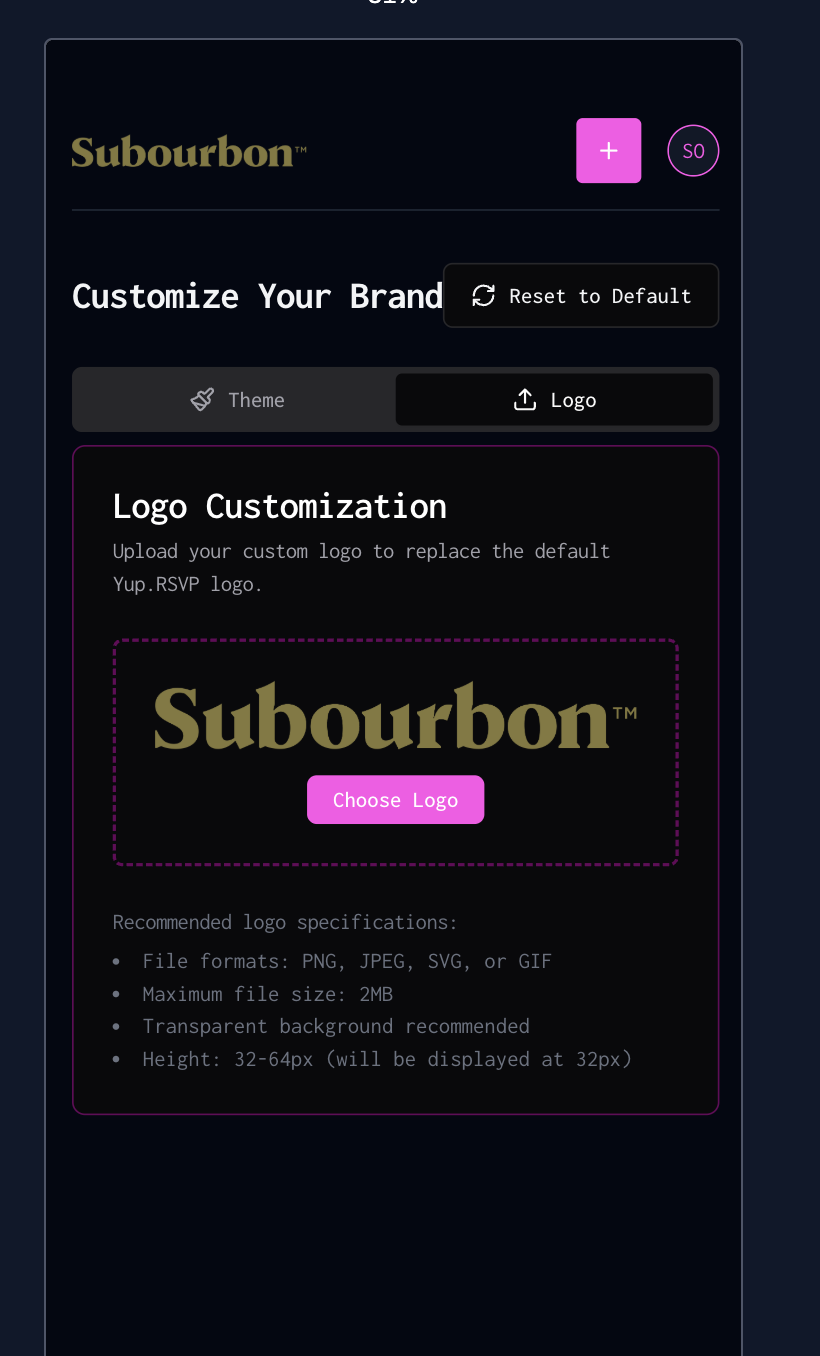 Subourbon™
+
SO
Customize Your Brand
Reset to Default
Theme
Logo
Logo Customization
Upload your custom logo to replace the default
Yup.RSVP logo.
Subourbon™
Choose Logo
Recommended logo specifications:
• File formats: PNG, JPEG, SVG, or GIF
• Maximum file size: 2MB
• Transparent background recommended
• Height: 32-64px (will be displayed at 32px)